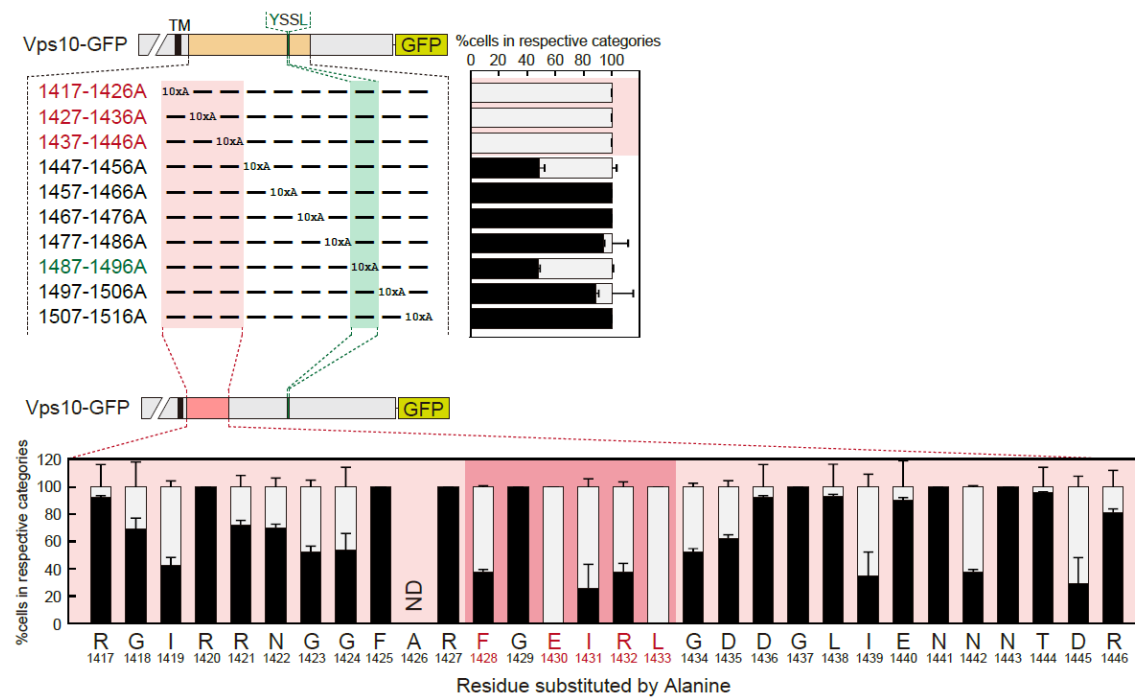 YSSL
TM
Vps10-GFP
GFP
%cells in respective categories
0 20 40 60 80 100
1417-1426A 10xA
1427-1436A 10xA
1437-1446A 10xA
1447-1456A 10xA
1457-1466A 10xA
1467-1476A 10xA
1477-1486A 10xA
1487-1496A 10xA
1497-1506A 10xA
1507-1516A 10xA
Vps10-GFP
GFP
%cells in respective categories
120
100
80
60
40
20
0
ND
R G I R R N G G F A R F G E I R L G D D G L I E N N N T D R
1417 1418 1419 1420 1421 1422 1423 1424 1425 1426 1427 1428 1429 1430 1431 1432 1433 1434 1435 1436 1437 1438 1439 1440 1441 1442 1443 1444 1445 1446
Residue substituted by Alanine